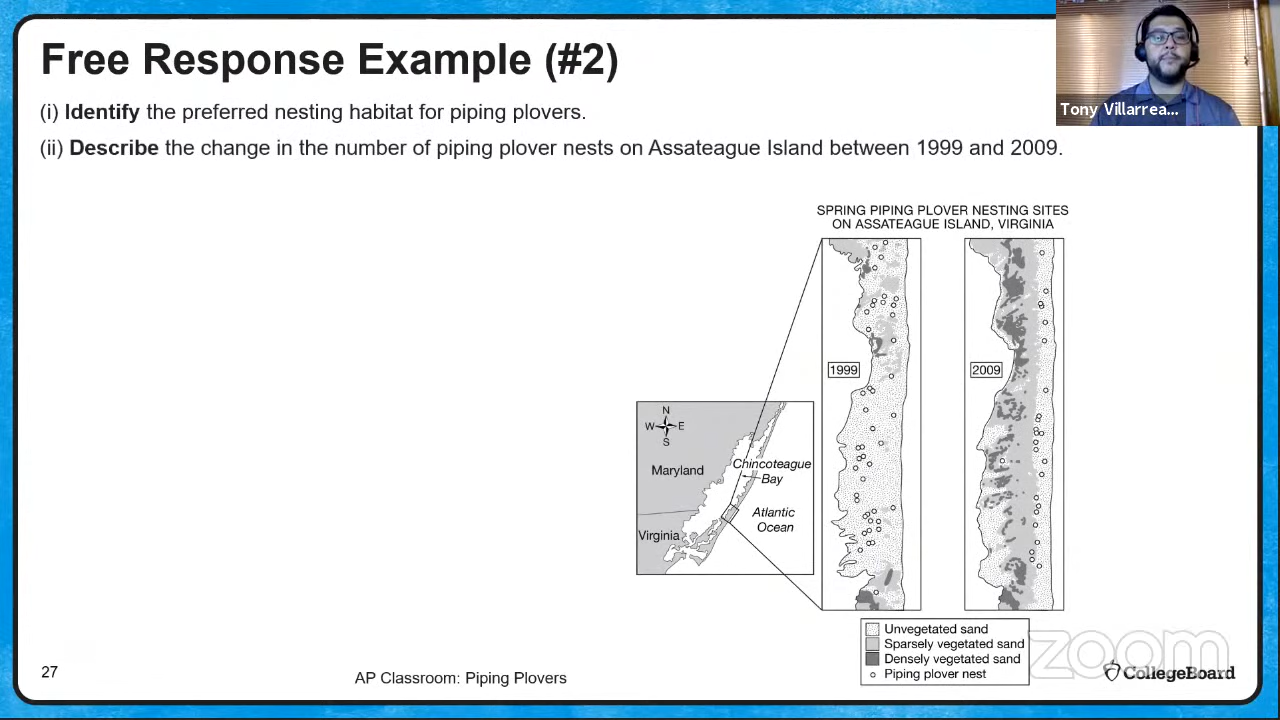 Free Response Example (#2)
Tony Villarrea...
(i) Identify the preferred nesting habitat for piping plovers.
(ii) Describe the change in the number of piping plover nests on Assateague Island between 1999 and 2009.
SPRING PIPING PLOVER NESTING SITES
ON ASSATEAGUE ISLAND, VIRGINIA
1999
2009
N
W E
S
Maryland
Chincoteague
Bay
Atlantic
Ocean
Virginia
Unvegetated sand
Sparsely vegetated sand
Densely vegetated sand
Piping plover nest
zoom
27
AP Classroom: Piping Plovers
CollegeBoard